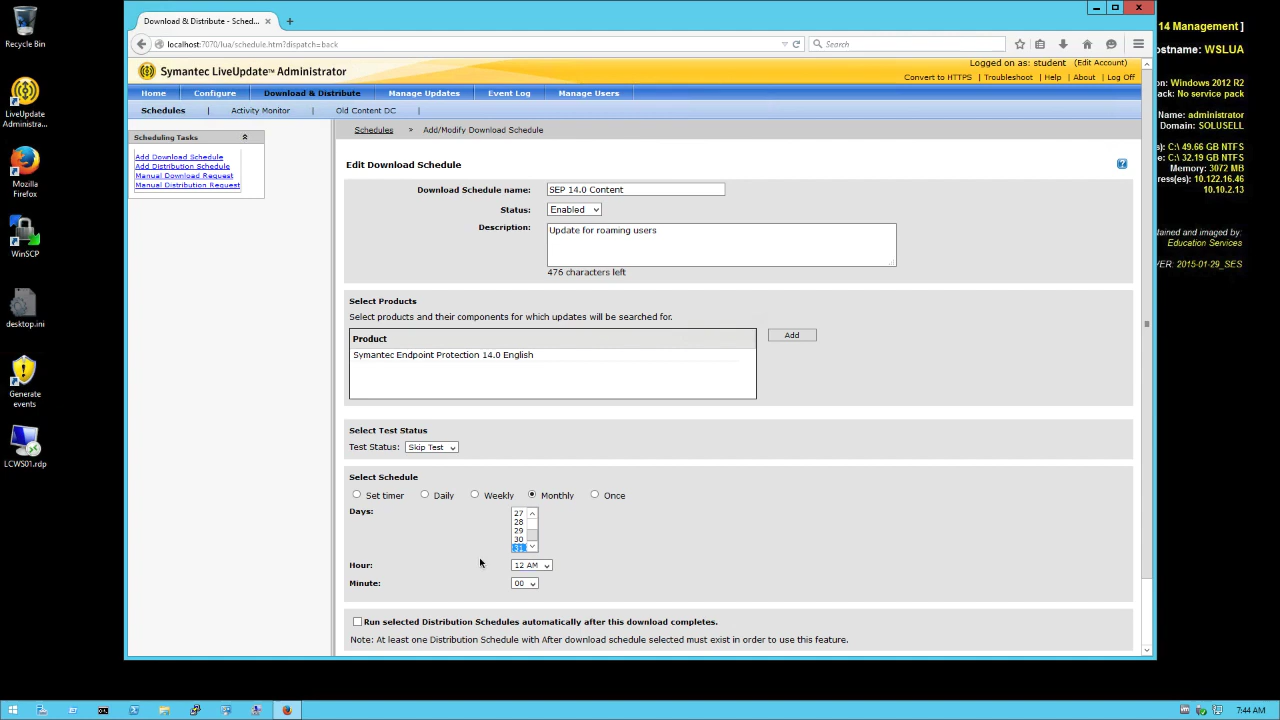 Recycle Bin
LiveUpdate
Administra...
Mozilla
Firefox
WinSCP
desktop.ini
Generate
events
LCWS01.rdp
Download & Distribute - Sched... × +
localhost:7070/lua/schedule.htm?dispatch=back
Search
Symantec LiveUpdate™ Administrator
Logged on as: student (Edit Account)
Convert to HTTPS | Troubleshoot | Help | About | Log Off
Home Configure Download & Distribute Manage Updates Event Log Manage Users
Schedules | Activity Monitor | Old Content DC |
Scheduling Tasks
Add Download Schedule
Add Distribution Schedule
Manual Download Request
Manual Distribution Request
Schedules > Add/Modify Download Schedule
Edit Download Schedule
Download Schedule name: SEP 14.0 Content
Status: Enabled
Description: Update for roaming users
476 characters left
Select Products
Select products and their components for which updates will be searched for.
Product
Add
Symantec Endpoint Protection 14.0 English
Select Test Status
Test Status: Skip Test
Select Schedule
Set timer Daily Weekly Monthly Once
Days:
27
28
29
30
31
Hour: 12 AM
Minute: 00
Run selected Distribution Schedules automatically after this download completes.
Note: At least one Distribution Schedule with After download schedule selected must exist in order to use this feature.
14 Management ]
ostname: WSLUA
on: Windows 2012 R2
ack: No service pack
Name: administrator
Domain: SOLUSELL
s): C:\ 49.66 GB NTFS
ce: C:\ 32.19 GB NTFS
Memory: 3072 MB
ress(es): 10.122.16.46
10.10.2.13
tained and imaged by:
Education Services
VER: 2015-01-29_SES
7:44 AM